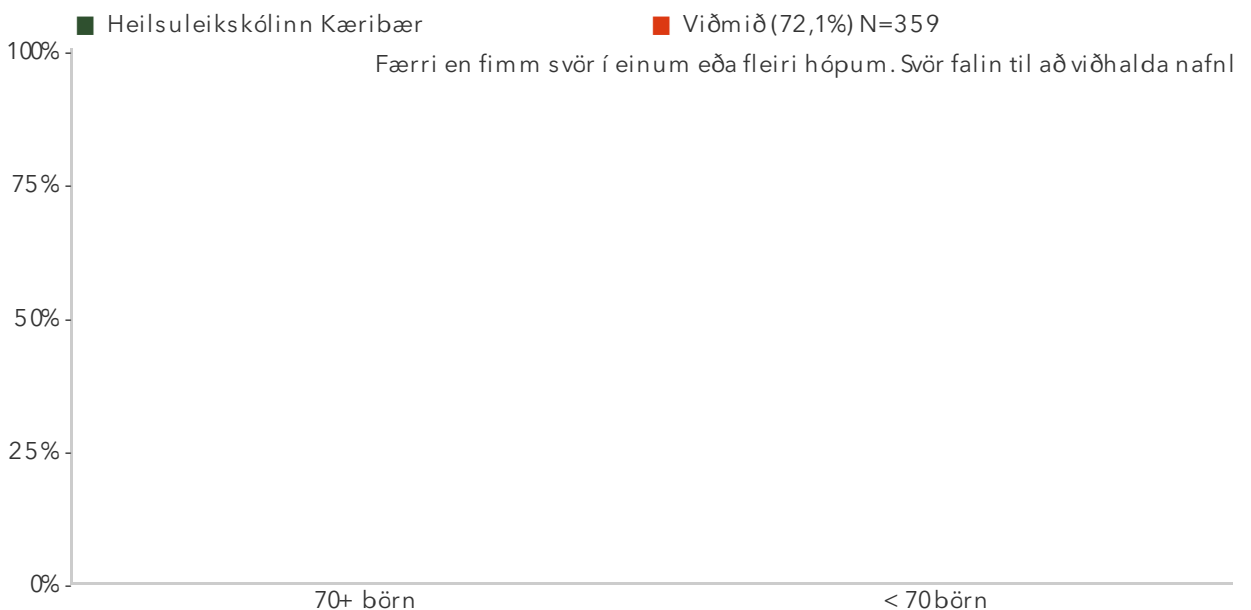 Heilsuleikskólinn Kæribær Viðmið (72,1%) N=359
100%
Færri en fimm svör í einum eða fleiri hópum. Svör falin til að viðhalda nafnl
75%
50%
25%
0%
70+ börn < 70 börn